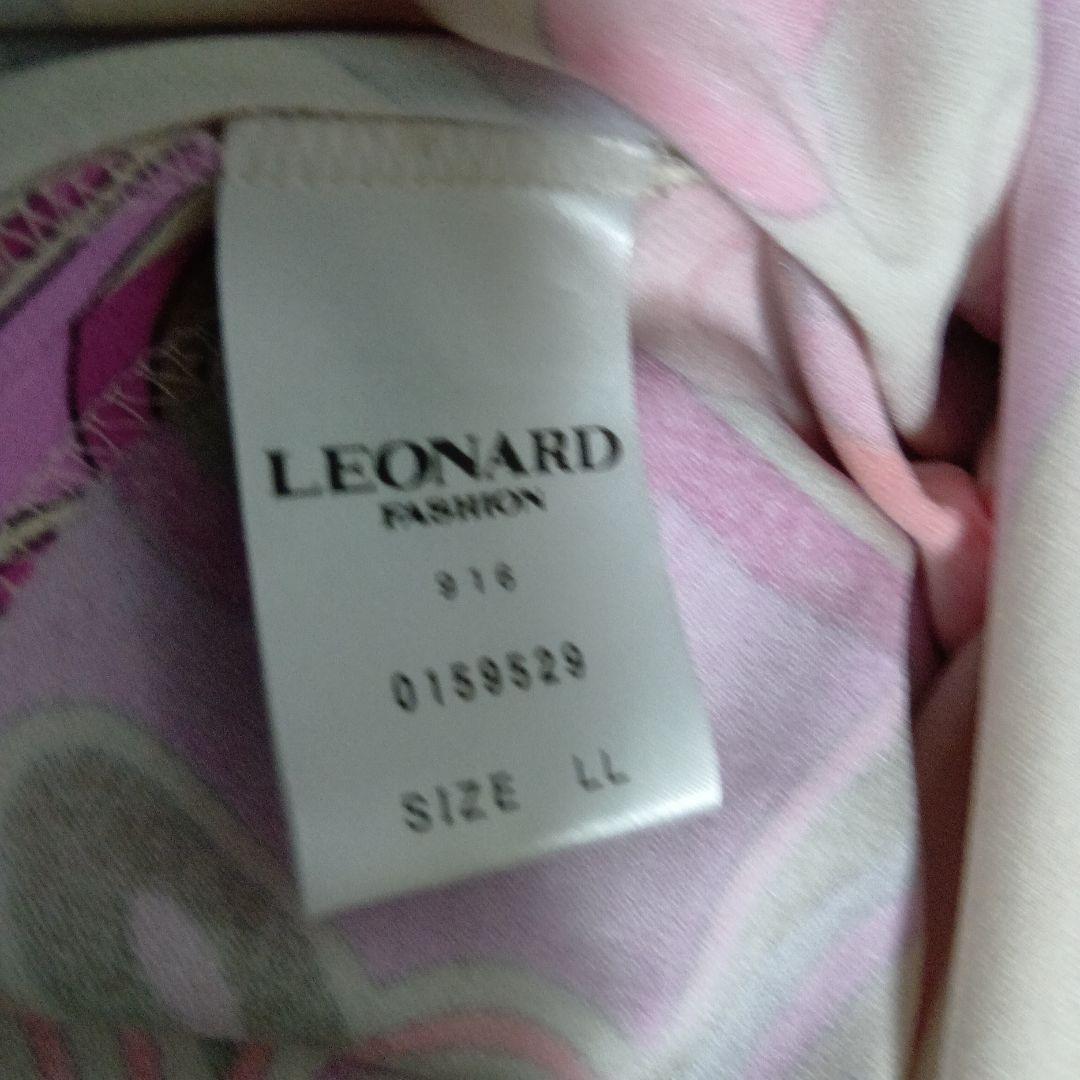 LEONARD
FASHION
916
0159529
SIZE LL